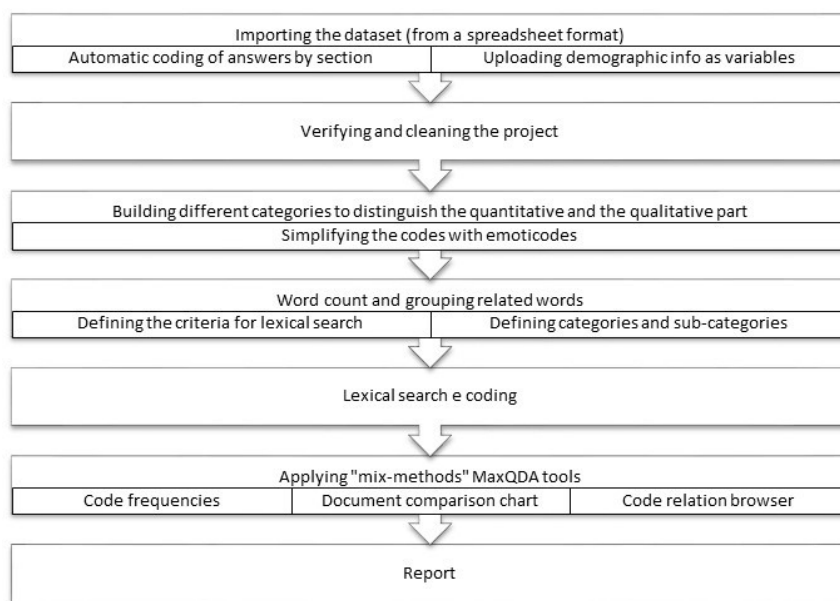 Importing the dataset (from a spreadsheet format)
Automatic coding of answers by section
Uploading demographic info as variables
Verifying and cleaning the project
Building different categories to distinguish the quantitative and the qualitative part
Simplifying the codes with emoticodes
Word count and grouping related words
Defining the criteria for lexical search
Defining categories and sub-categories
Lexical search e coding
Applying "mix-methods" MaxQDA tools
Code frequencies
Document comparison chart
Code relation browser
Report